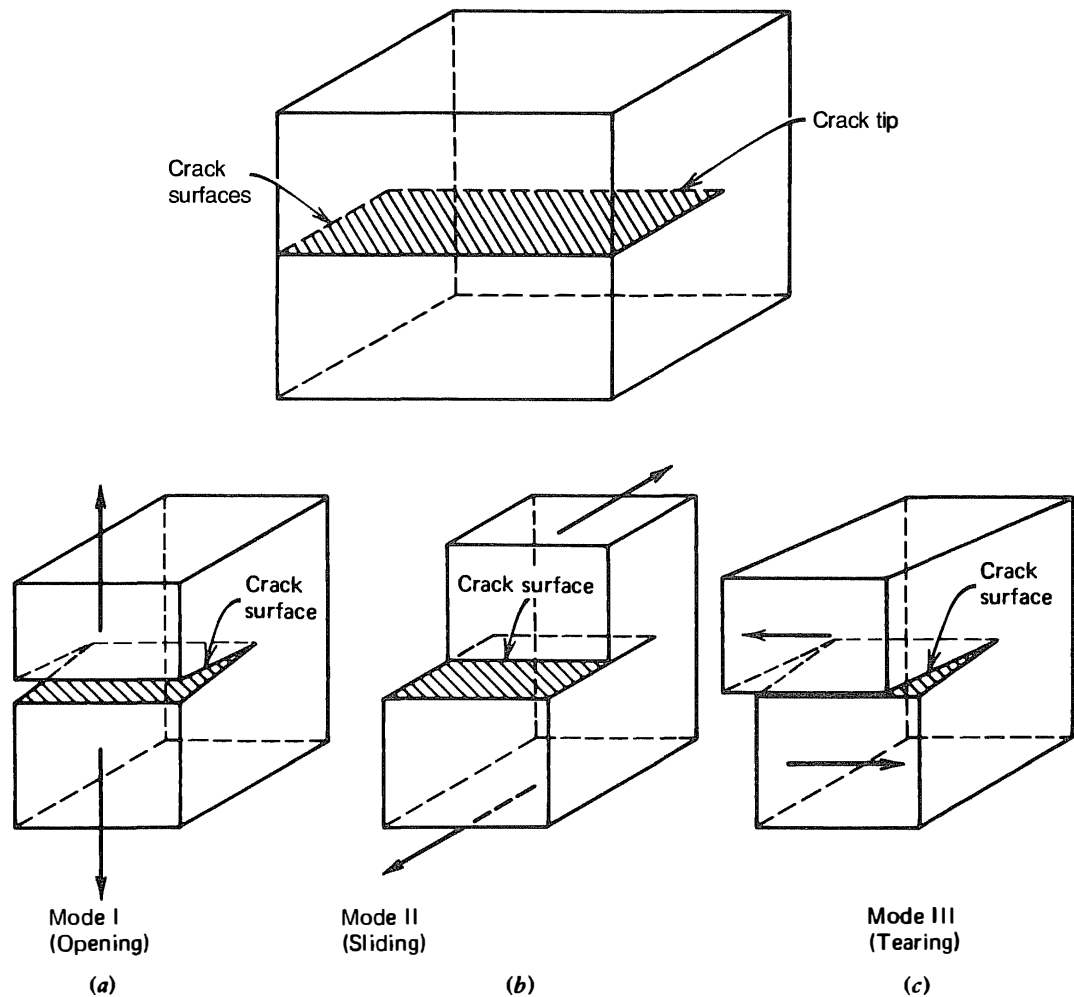 Crack tip
Crack
surfaces
Crack
surface
Crack surface
Crack
surface
Mode I
(Opening)
Mode II
(Sliding)
Mode III
(Tearing)
(a)
(b)
(c)